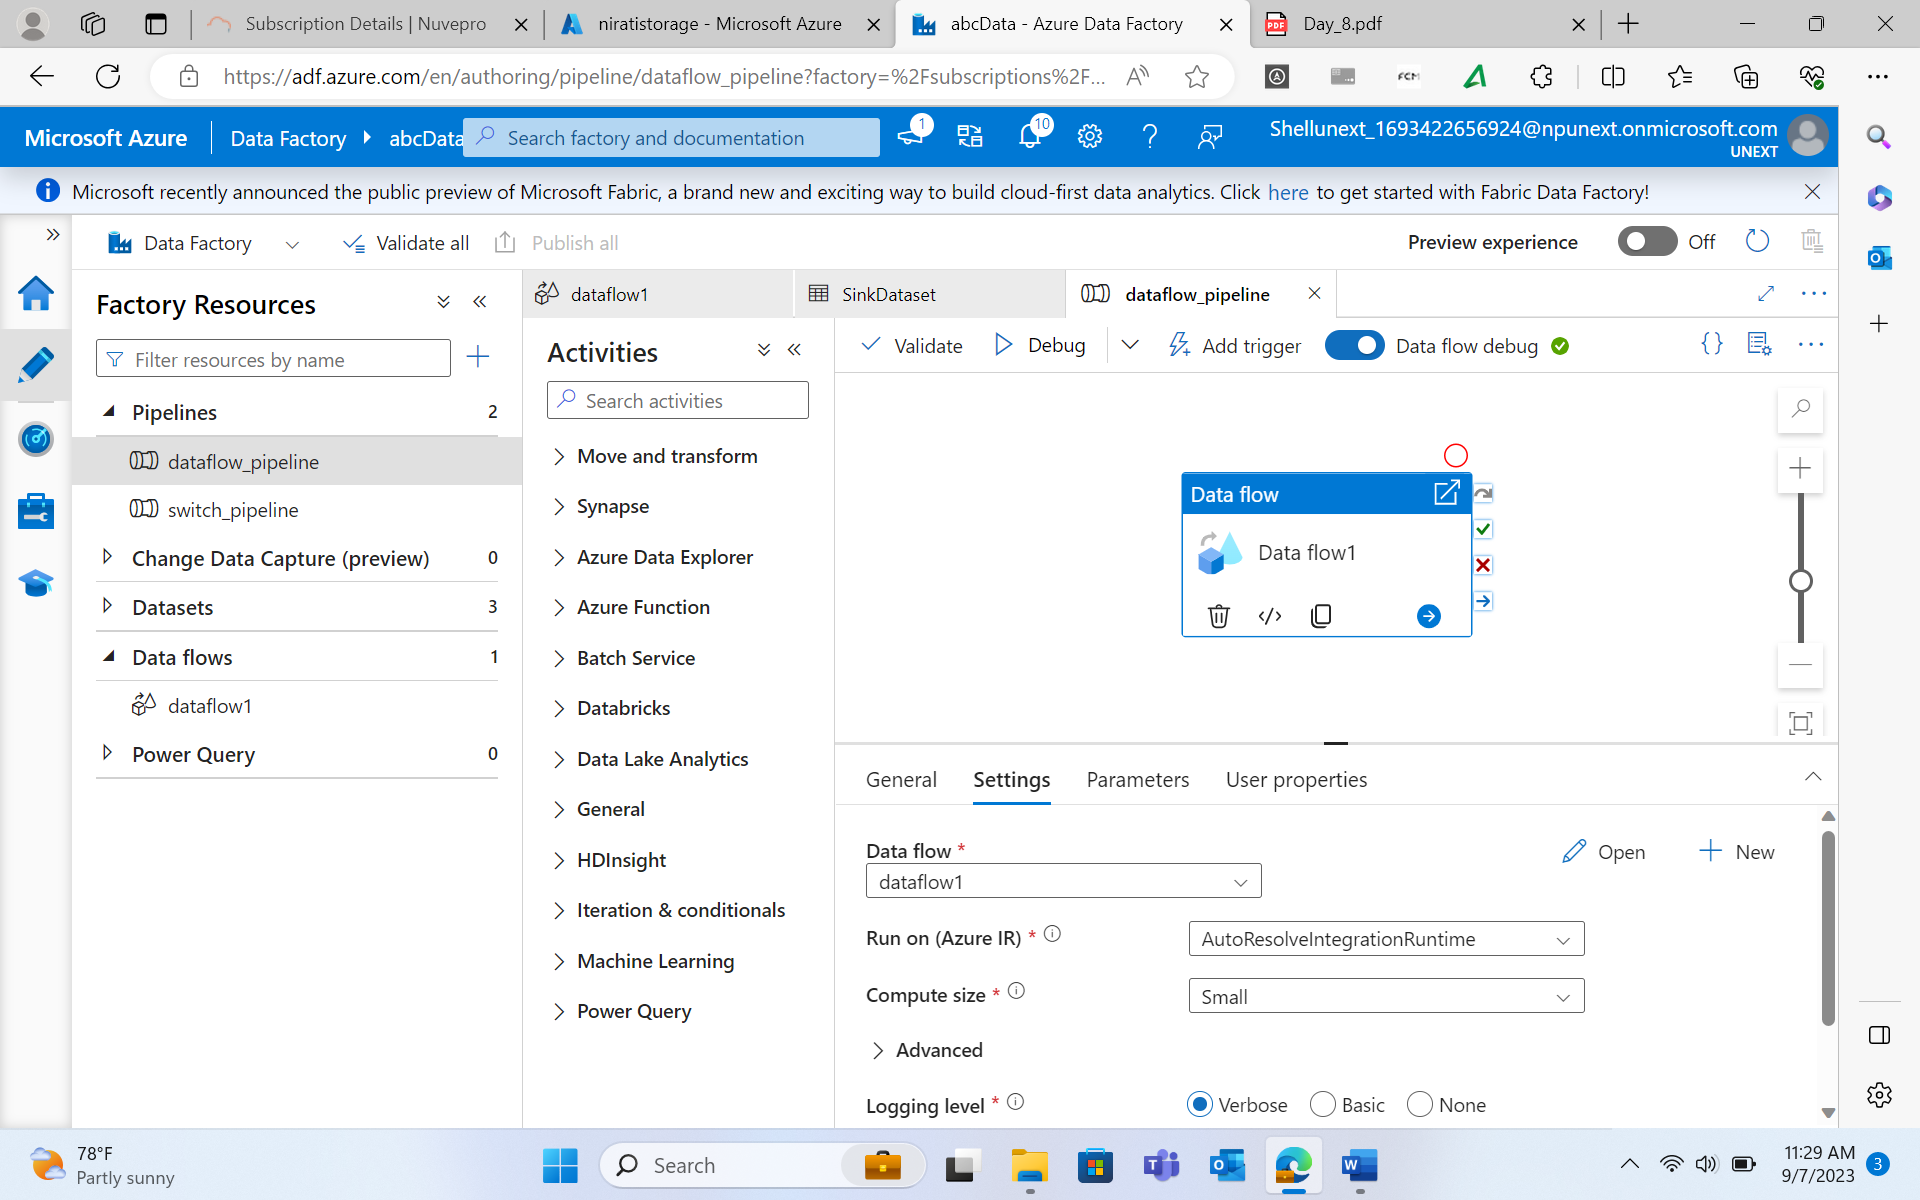 Subscription Details | Nuvepro
niratistorage - Microsoft Azure
abcData - Azure Data Factory
PDF
Day_8.pdf
https://adf.azure.com/en/authoring/pipeline/dataflow_pipeline?factory=%2Fsubscriptions%2F...
A
FCM
Microsoft Azure
Data Factory
abcData
Search factory and documentation
1
10
Shellunext_1693422656924@npunext.onmicrosoft.com
UNEXT
Microsoft recently announced the public preview of Microsoft Fabric, a brand new and exciting way to build cloud-first data analytics. Click here to get started with Fabric Data Factory!
Data Factory
Validate all
Publish all
Preview experience
Off
Factory Resources
Filter resources by name
Pipelines 2
dataflow_pipeline
switch_pipeline
Change Data Capture (preview) 0
Datasets 3
Data flows 1
dataflow1
Power Query 0
dataflow1
SinkDataset
dataflow_pipeline
Activities
Search activities
Move and transform
Synapse
Azure Data Explorer
Azure Function
Batch Service
Databricks
Data Lake Analytics
General
HDInsight
Iteration & conditionals
Machine Learning
Power Query
Validate
Debug
Add trigger
Data flow debug
Data flow
Data flow1
General
Settings
Parameters
User properties
Data flow *
Open
New
dataflow1
Run on (Azure IR) *
AutoResolveIntegrationRuntime
Compute size *
Small
Advanced
Logging level *
Verbose
Basic
None
78°F
Partly sunny
Search
11:29 AM
9/7/2023
3